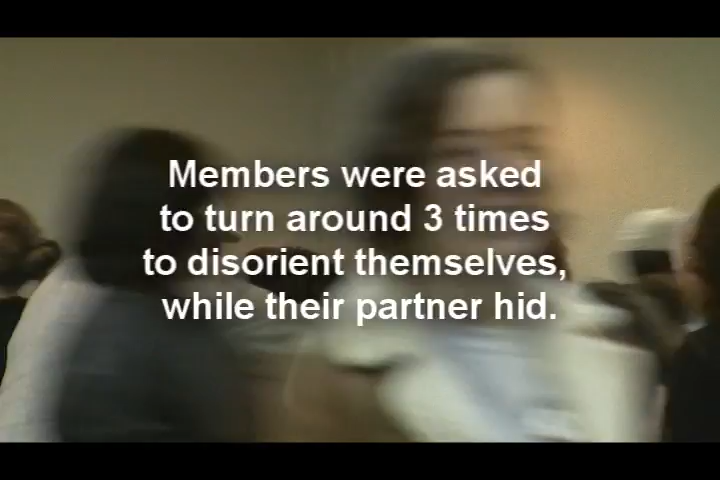 Members were asked
to turn around 3 times
to disorient themselves,
while their partner hid.